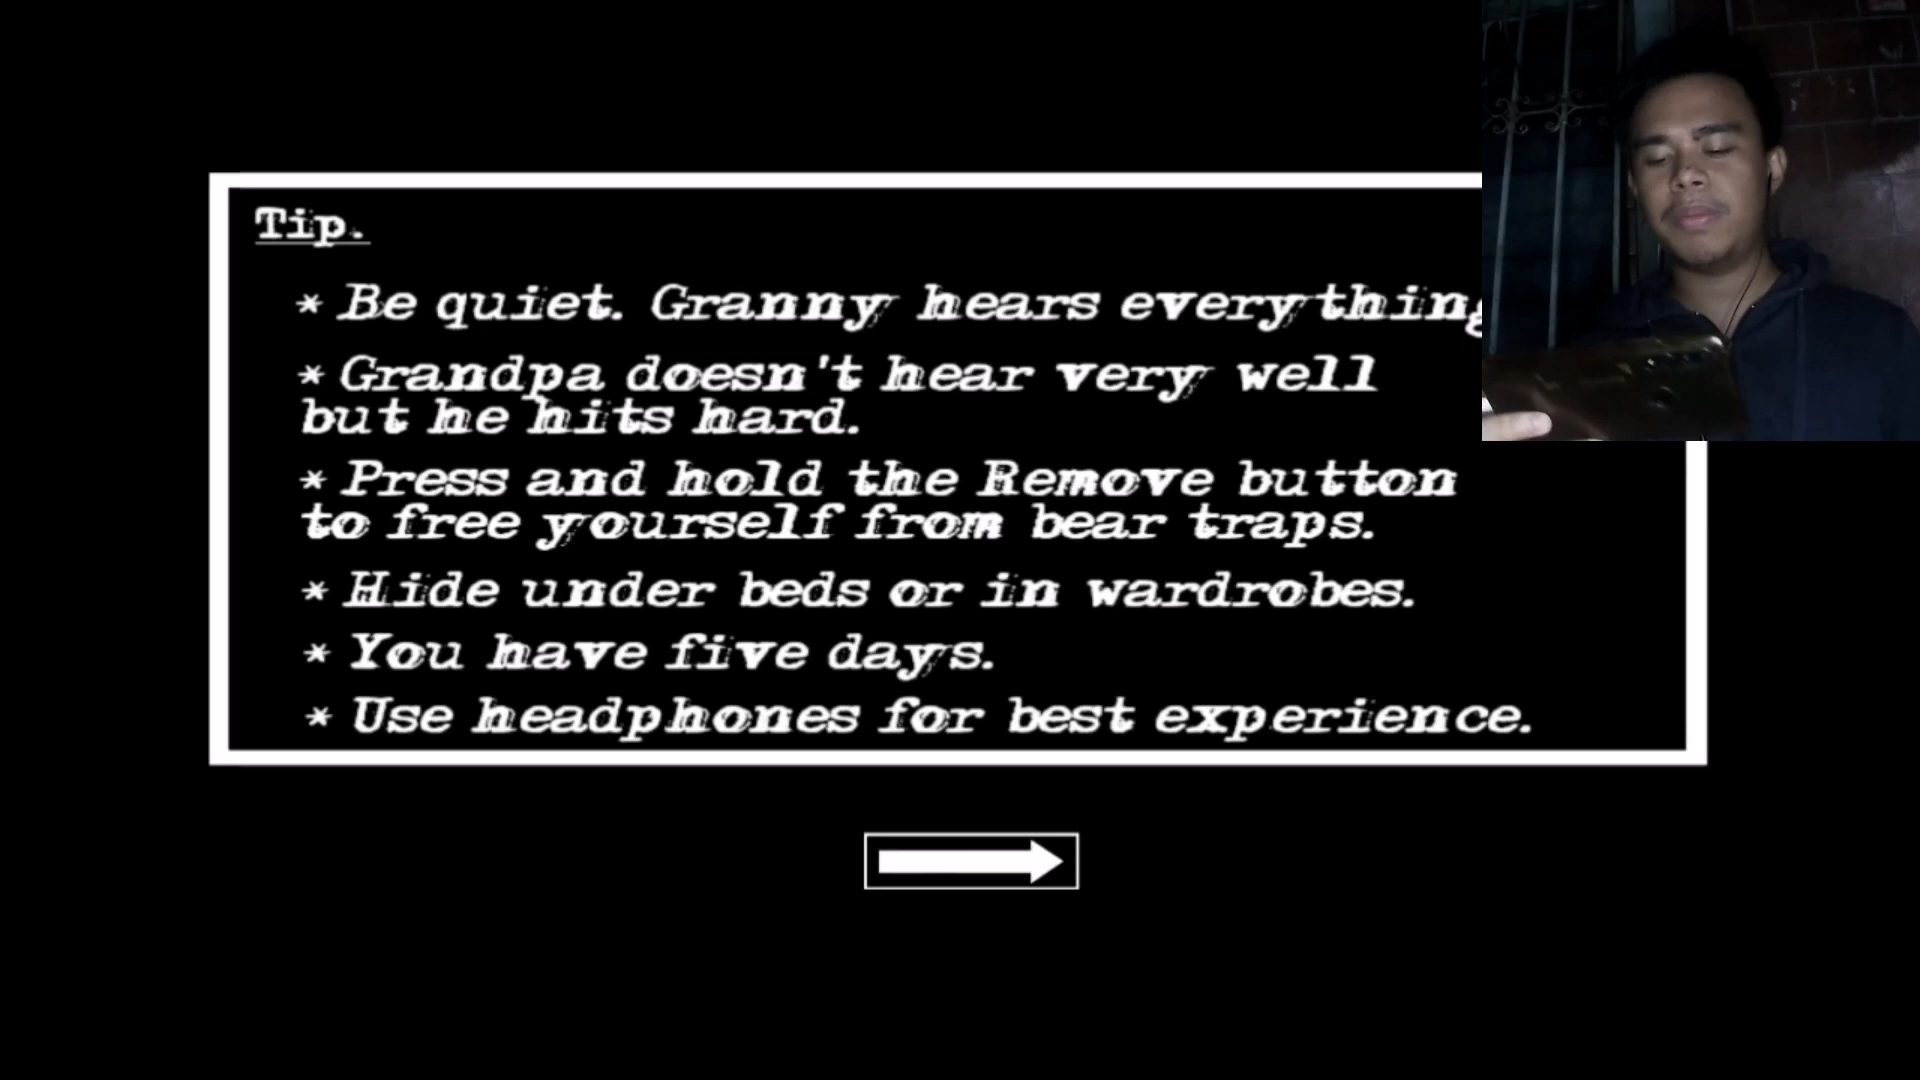 Tip.
* Be quiet. Granny hears everything
* Grandpa doesn't hear very well
but he hits hard.
* Press and hold the Remove button
to free yourself from bear traps.
* Hide under beds or in wardrobes.
* You have five days.
* Use headphones for best experience.